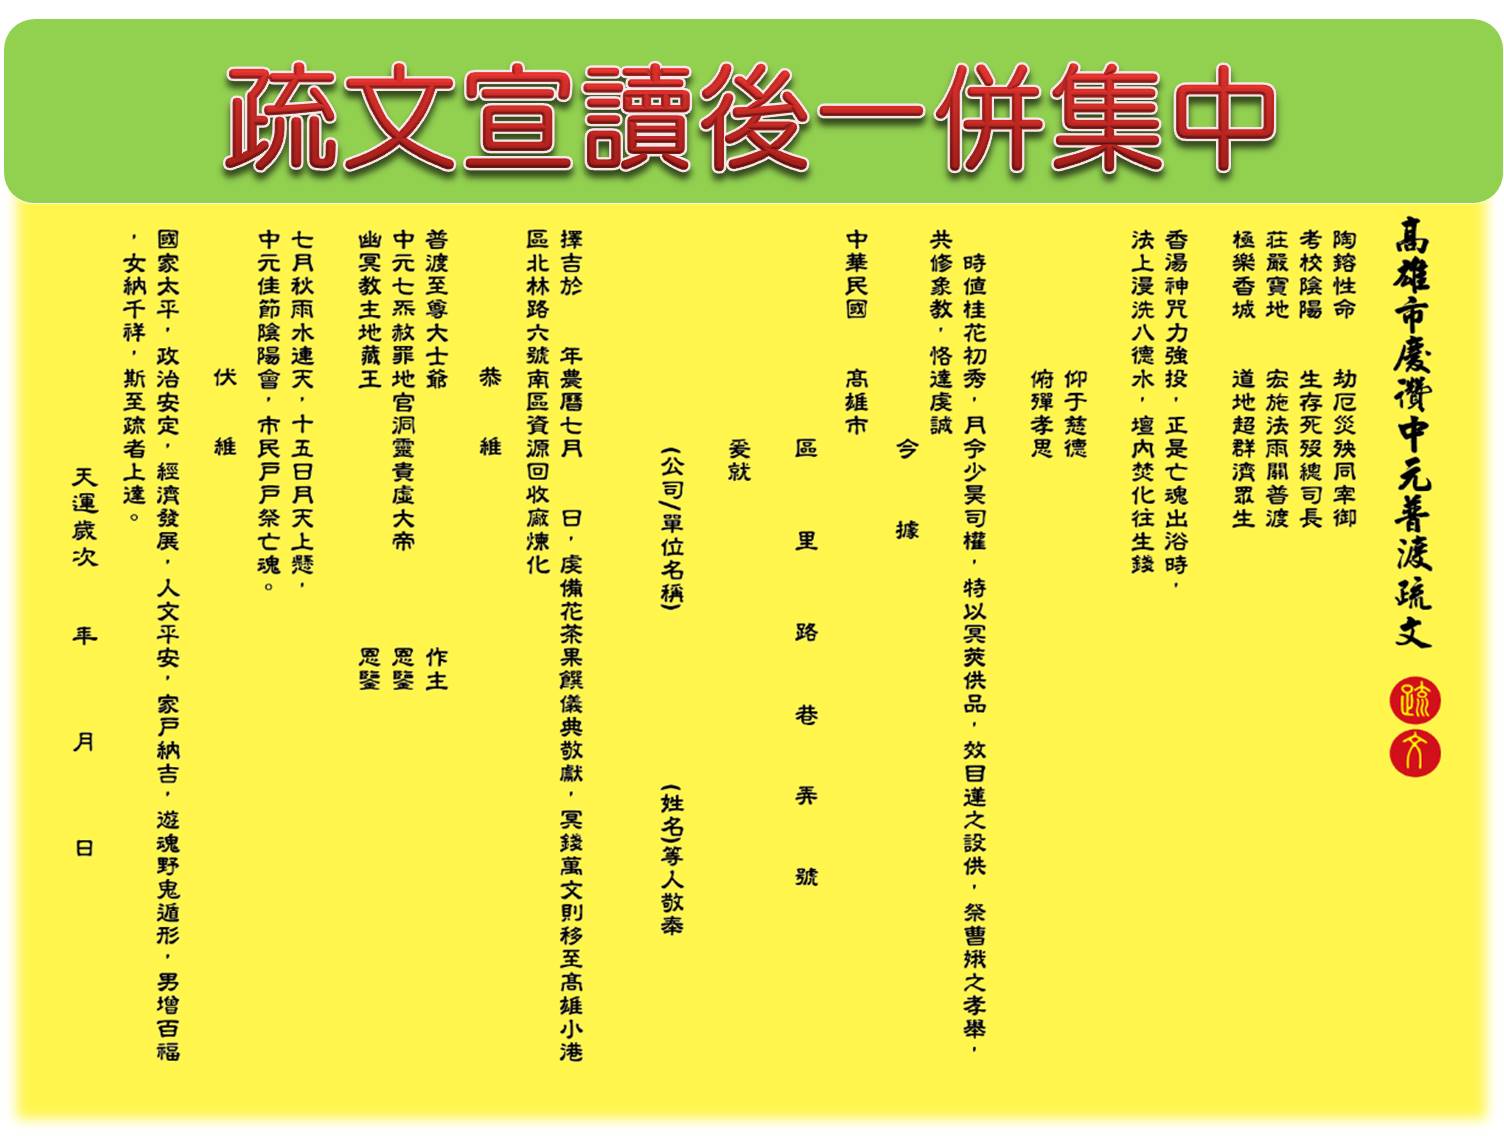 疏文宣讀後一併集中
高雄市慶讚中元普渡疏文
疏文
陶鎔性命 劫厄災殃同宰御
考校陰陽 生存死歿總司長
莊嚴寶地 宏施法雨關普渡
極樂香城 道地超群濟眾生
香湯神咒力強投，正是亡魂出浴時，
法上漫洗八德水，壇內焚化往生錢
仰于慈德
俯殫孝思
時值桂花初秀，月令少昊司權，特以冥莢供品，效目蓮之設供，祭曹娥之孝舉，
共修象教，恪達虔誠
今 據
中華民國 高雄市
區 里 路 巷 弄 號
爰就
(公司/單位名稱) (姓名)等人敬奉
擇吉於 年農曆七月 日，虔備花茶果饌儀典敬獻，冥錢萬文則移至高雄小港
區北林路六號南區資源回收廠煉化
恭 維
普渡至尊大士爺 作主
中元七炁赦罪地官洞靈貴虛大帝 恩鑒
幽冥教主地藏王 恩鑒
七月秋雨水連天，十五日月天上懸，
中元佳節陰陽會，市民戶戶祭亡魂。
伏 維
國家太平，政治安定，經濟發展，人文平安，家戶納吉，遊魂野鬼遁形，男增百福
，女納千祥，斯至疏者上達。
天運歲次 年 月 日